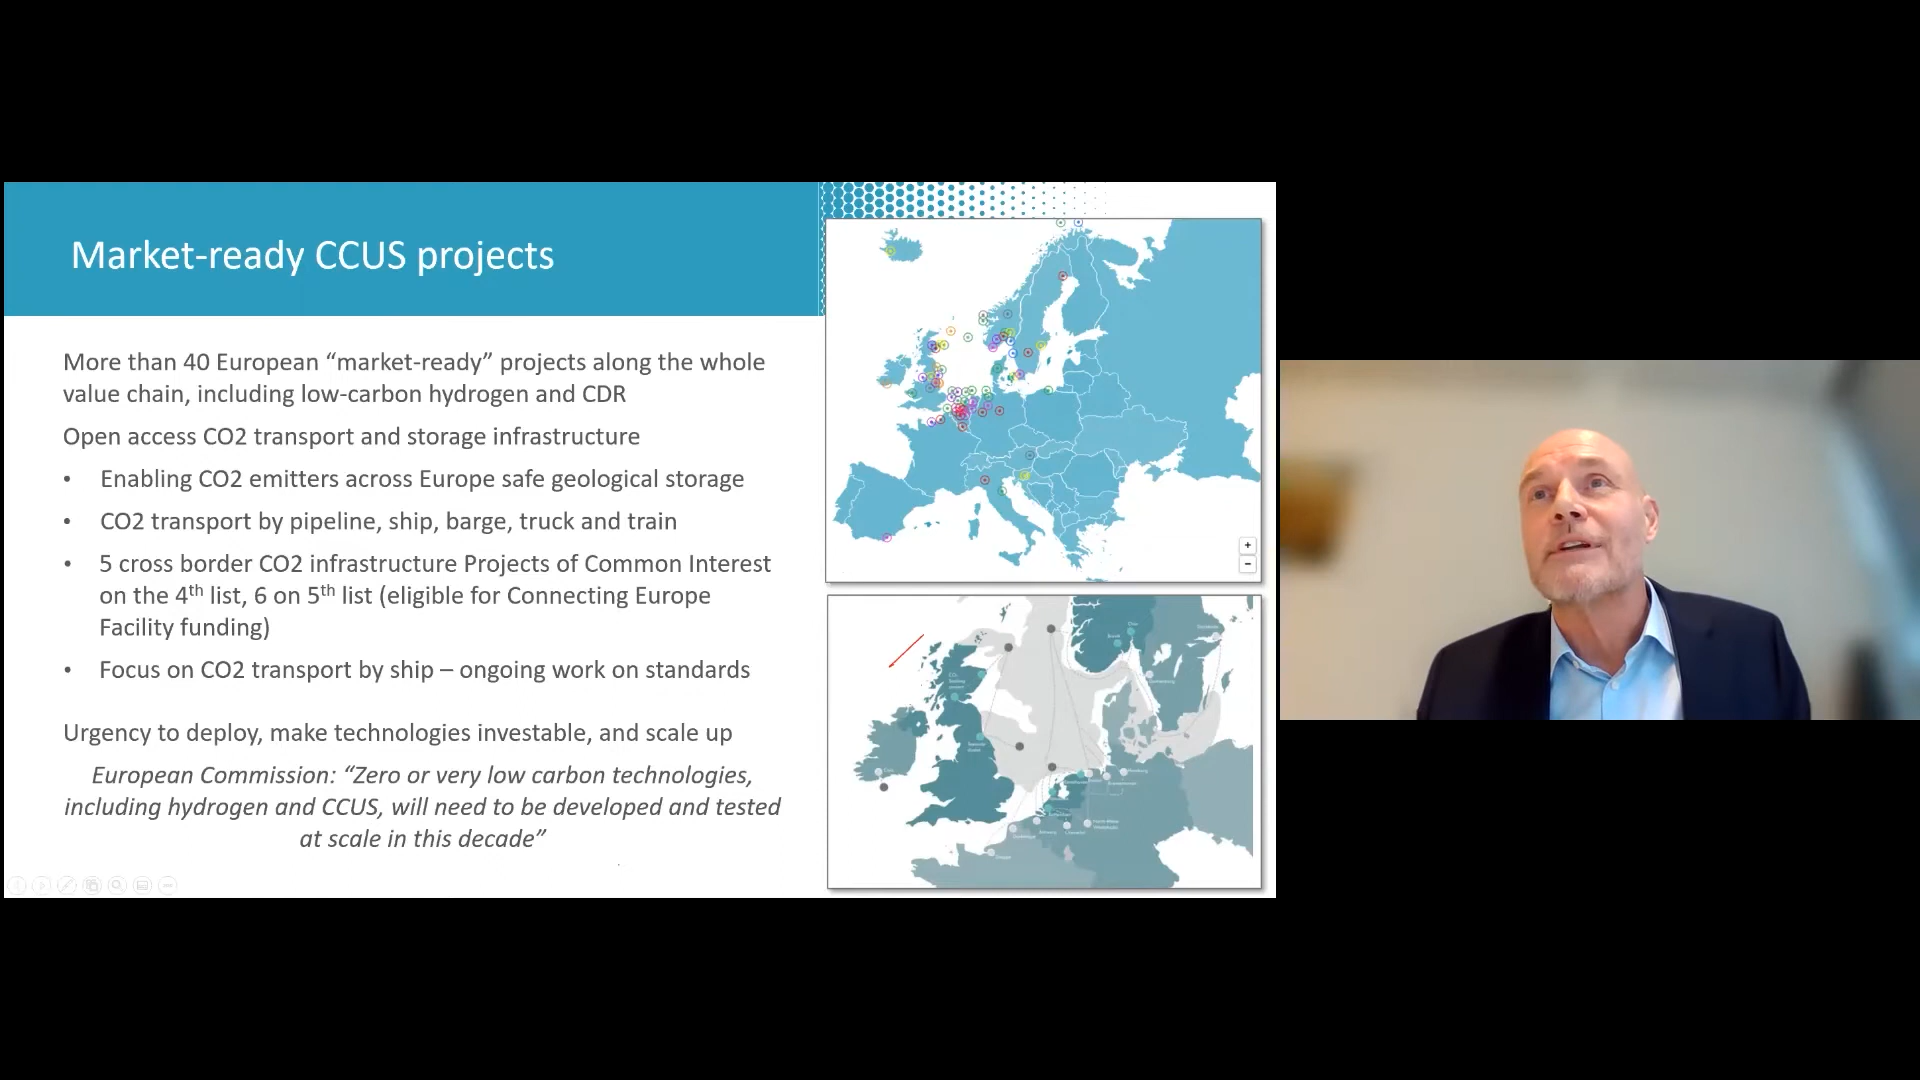 Market-ready CCUS projects
More than 40 European “market-ready” projects along the whole
value chain, including low-carbon hydrogen and CDR
Open access CO2 transport and storage infrastructure
• Enabling CO2 emitters across Europe safe geological storage
• CO2 transport by pipeline, ship, barge, truck and train
• 5 cross border CO2 infrastructure Projects of Common Interest
on the 4th list, 6 on 5th list (eligible for Connecting Europe
Facility funding)
• Focus on CO2 transport by ship – ongoing work on standards
Urgency to deploy, make technologies investable, and scale up
European Commission: “Zero or very low carbon technologies,
including hydrogen and CCUS, will need to be developed and tested
at scale in this decade”
+
−